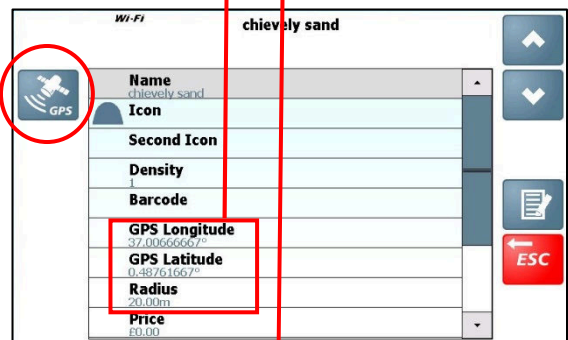 Wi-Fi
chievely sand
GPS
Name
chievely sand
Icon
Second Icon
Density
1
Barcode
GPS Longitude
37.00666667°
GPS Latitude
0.48761667°
Radius
20.00m
Price
£0.00
ESC